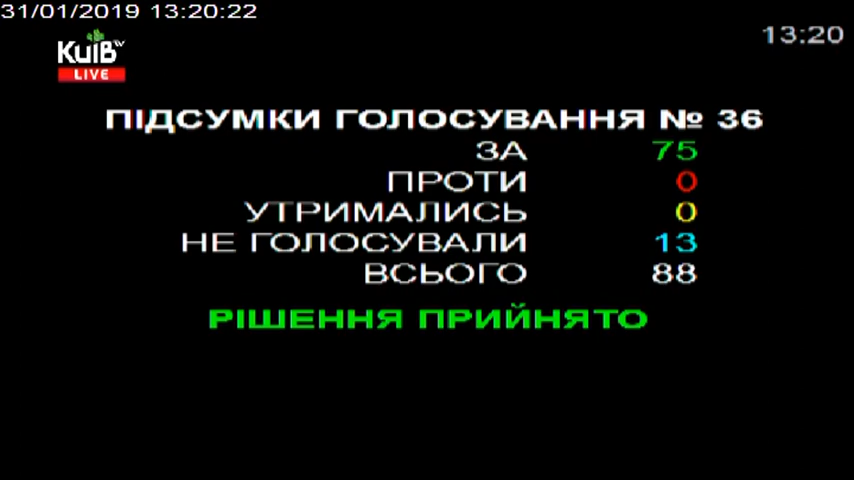 31/01/2019 13:20:22
13:20
КиїВ TV
LIVE
ПІДСУМКИ ГОЛОСУВАННЯ № 36
ЗА 75
ПРОТИ 0
УТРИМАЛИСЬ 0
НЕ ГОЛОСУВАЛИ 13
ВСЬОГО 88
РІШЕННЯ ПРИЙНЯТО